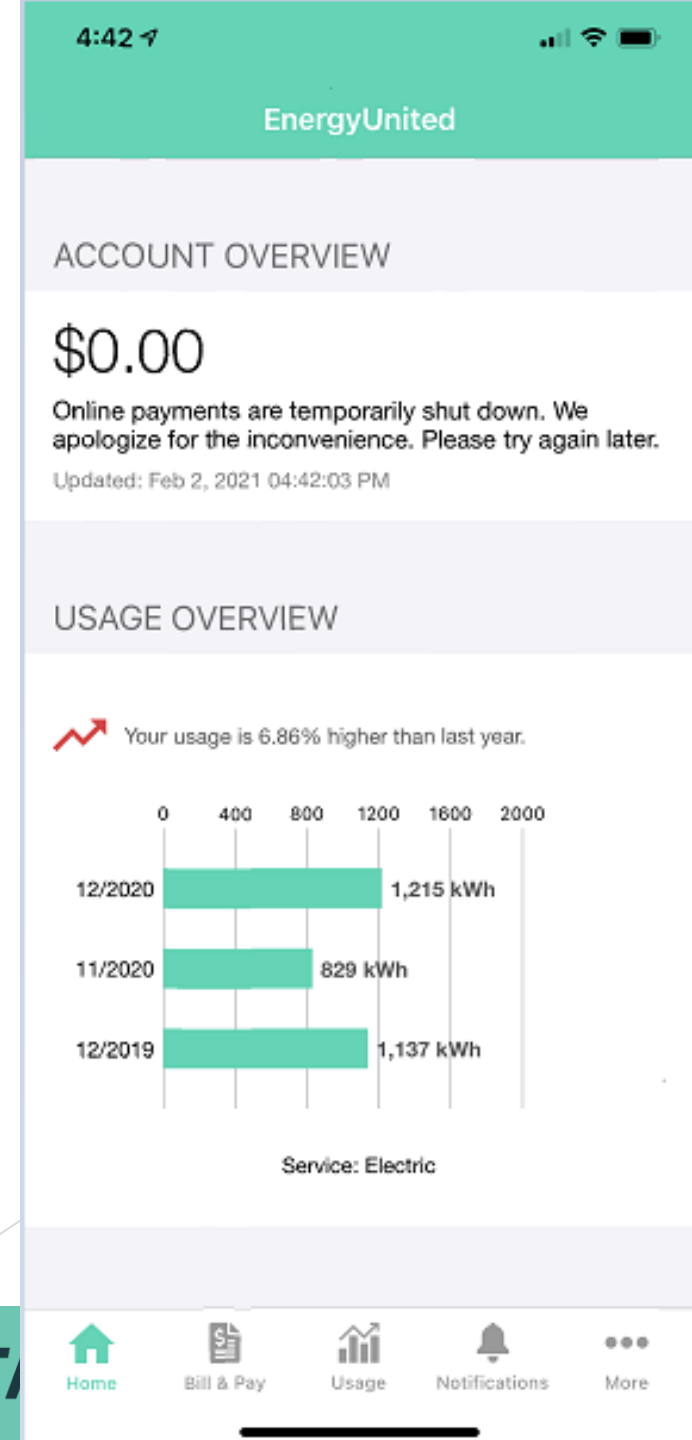 4:42
EnergyUnited
ACCOUNT OVERVIEW
$0.00
Online payments are temporarily shut down. We
apologize for the inconvenience. Please try again later.
Updated: Feb 2, 2021 04:42:03 PM
USAGE OVERVIEW
Your usage is 6.86% higher than last year.
0 400 800 1200 1600 2000
12/2020 1,215 kWh
11/2020 829 kWh
12/2019 1,137 kWh
Service: Electric
Home Bill & Pay Usage Notifications More